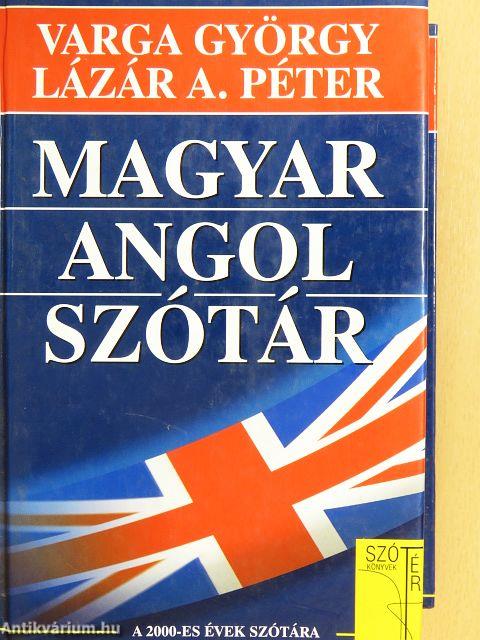 VARGA GYÖRGY
LÁZÁR A. PÉTER
MAGYAR
ANGOL
SZÓTÁR
SZÓ
KÖNYVEK
TÉR
A 2000-ES ÉVEK SZÓTÁRA
Antikvárium.hu